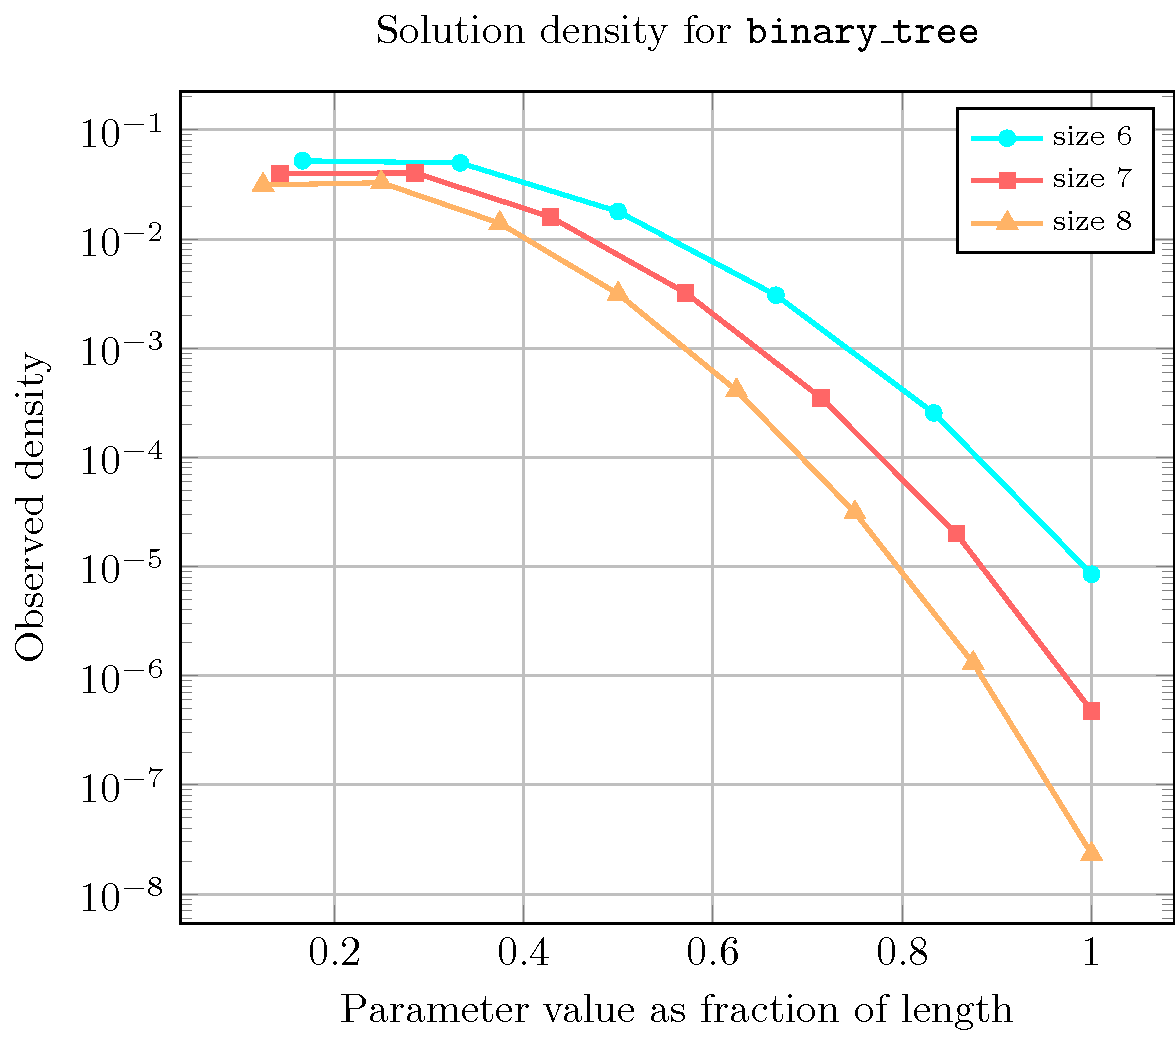 Solution density for binary_tree
10^{-1}
10^{-2}
10^{-3}
10^{-4}
10^{-5}
10^{-6}
10^{-7}
10^{-8}
Observed density
size 6
size 7
size 8
0.2 0.4 0.6 0.8 1
Parameter value as fraction of length